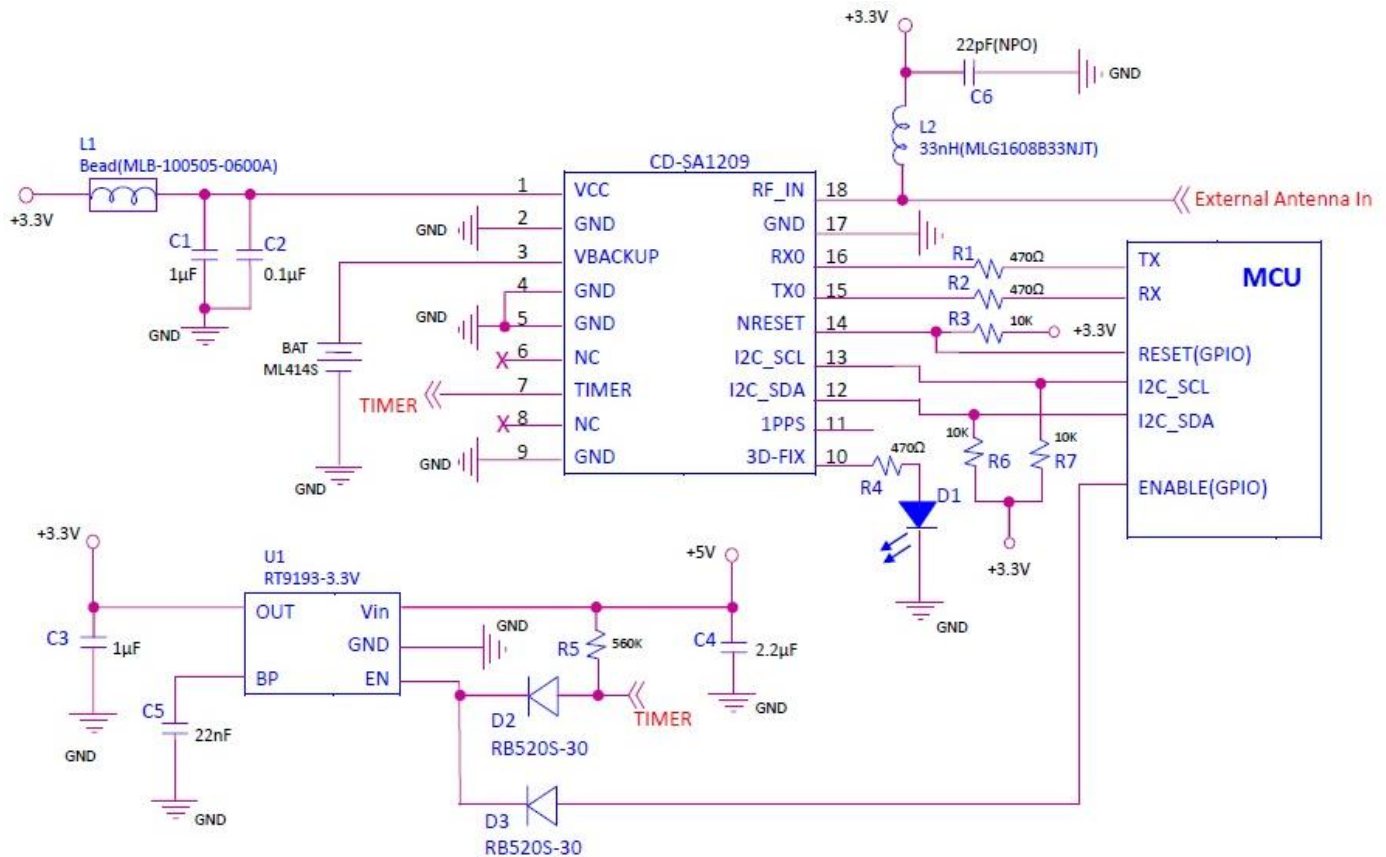 +3.3V
22pF(NPO)
GND
C6
L2
33nH(MLG1608B33NJT)
L1
Bead(MLB-100505-0600A)
+3.3V
C1
1µF
C2
0.1µF
GND
CD-SA1209
1 VCC
GND 2 GND
3 VBACKUP
4 GND
GND 5 GND
6 NC
TIMER 7 TIMER
8 NC
GND 9 GND
RF_IN 18
GND 17
RX0 16
TX0 15
NRESET 14
I2C_SCL 13
I2C_SDA 12
1PPS 11
3D-FIX 10
BAT
ML414S
GND
External Antenna In
GND
R1 470Ω
R2 470Ω
R3 10K +3.3V
MCU
TX
RX
RESET(GPIO)
I2C_SCL
I2C_SDA
ENABLE(GPIO)
10K
R6
10K
R7
+3.3V
470Ω
R4
D1
GND
+3.3V
C3
1µF
GND
U1
RT9193-3.3V
OUT Vin
GND
BP EN
C5
22nF
GND
GND
+5V
R5 560K
C4
2.2µF
GND
TIMER
D2
RB520S-30
D3
RB520S-30